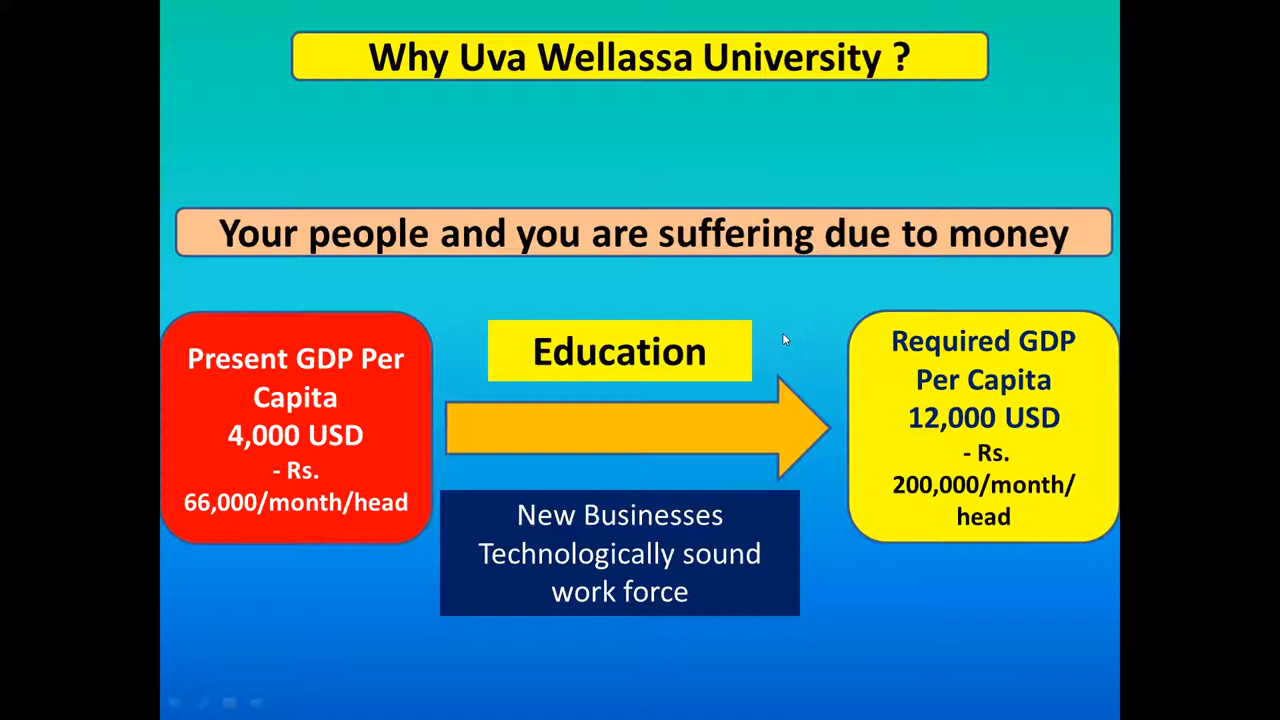 Why Uva Wellassa University ?
Your people and you are suffering due to money
Present GDP Per
Capita
4,000 USD
- Rs.
66,000/month/head
Education
New Businesses
Technologically sound
work force
Required GDP
Per Capita
12,000 USD
- Rs.
200,000/month/
head